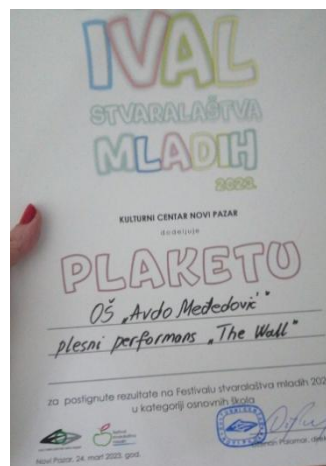 IVAL
STVARALAŠTVA
MLADIH
2023.
KULTURNI CENTAR NOVI PAZAR
dodeljuje
PLAKETU
OŠ „Avdo Međedović“
plesni performans „The Wall“
za postignute rezultate na Festivalu stvaralaštva mladih 202
u kategoriji osnovnih škola
Novi Pazar, 24. mart 2023. god.